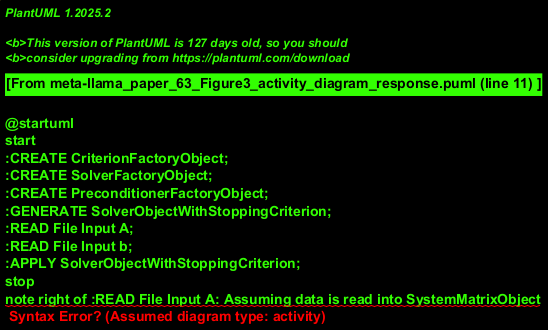 PlantUML 1.2025.2
<b>This version of PlantUML is 127 days old, so you should
<b>consider upgrading from https://plantuml.com/download
[From meta-llama_paper_63_Figure3_activity_diagram_response.puml (line 11) ]
@startuml
start
:CREATE CriterionFactoryObject;
:CREATE SolverFactoryObject;
:CREATE PreconditionerFactoryObject;
:GENERATE SolverObjectWithStoppingCriterion;
:READ File Input A;
:READ File Input b;
:APPLY SolverObjectWithStoppingCriterion;
stop
note right of :READ File Input A: Assuming data is read into SystemMatrixObject
Syntax Error? (Assumed diagram type: activity)